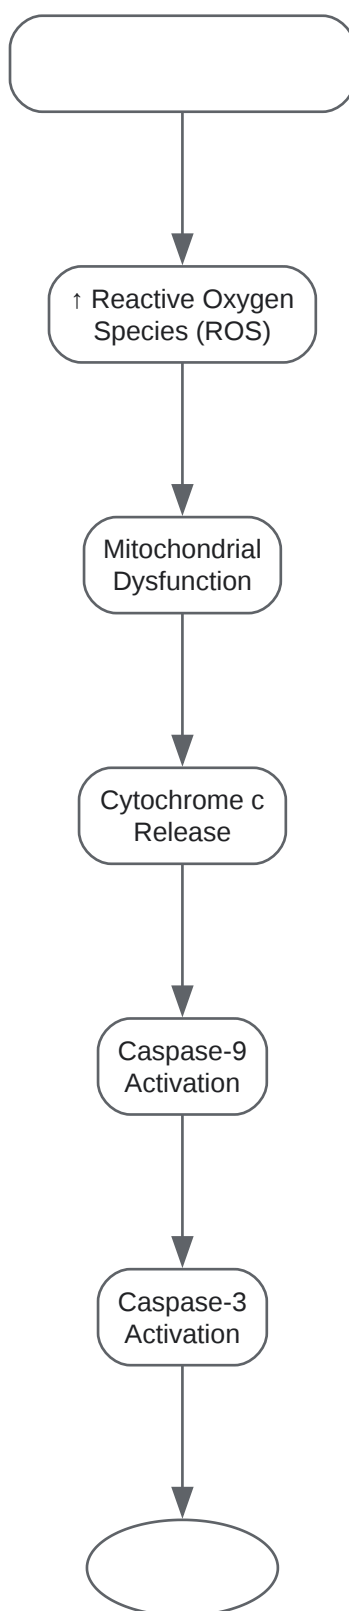 ↑ Reactive Oxygen
Species (ROS)
Mitochondrial
Dysfunction
Cytochrome c
Release
Caspase-9
Activation
Caspase-3
Activation